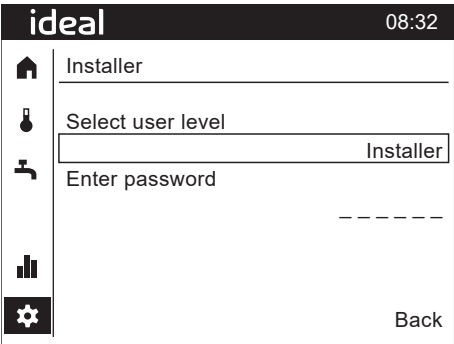 ideal 08:32
Installer
Select user level
Installer
Enter password
_ _ _ _ _ _
Back